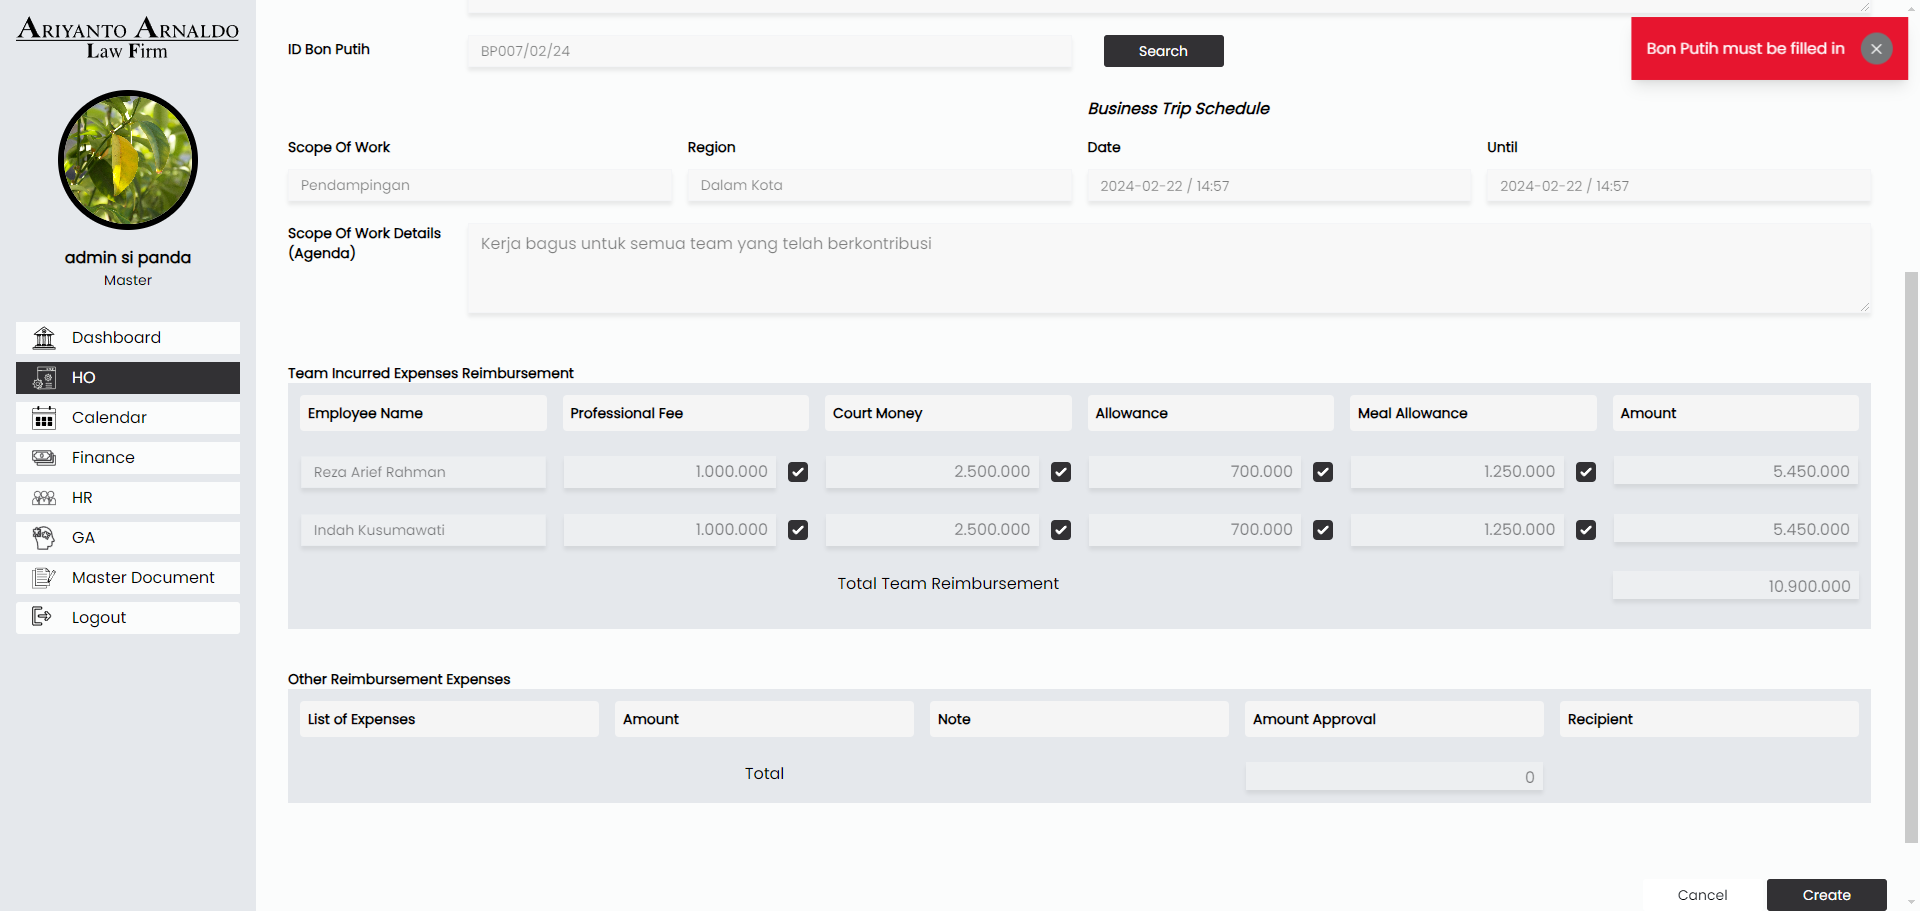 ARIYANTO ARNALDO
Law Firm
admin si panda
Master
Dashboard
HO
Calendar
Finance
HR
GA
Master Document
Logout
ID Bon Putih
BP007/02/24
Search
Bon Putih must be filled in
Business Trip Schedule
Scope Of Work
Region
Date
Until
Pendampingan
Dalam Kota
2024-02-22 / 14:57
2024-02-22 / 14:57
Scope Of Work Details
(Agenda)
Kerja bagus untuk semua team yang telah berkontribusi
Team Incurred Expenses Reimbursement
Employee Name
Professional Fee
Court Money
Allowance
Meal Allowance
Amount
Reza Arief Rahman
1.000.000
2.500.000
700.000
1.250.000
5.450.000
Indah Kusumawati
1.000.000
2.500.000
700.000
1.250.000
5.450.000
Total Team Reimbursement
10.900.000
Other Reimbursement Expenses
List of Expenses
Amount
Note
Amount Approval
Recipient
Total
0
Cancel
Create